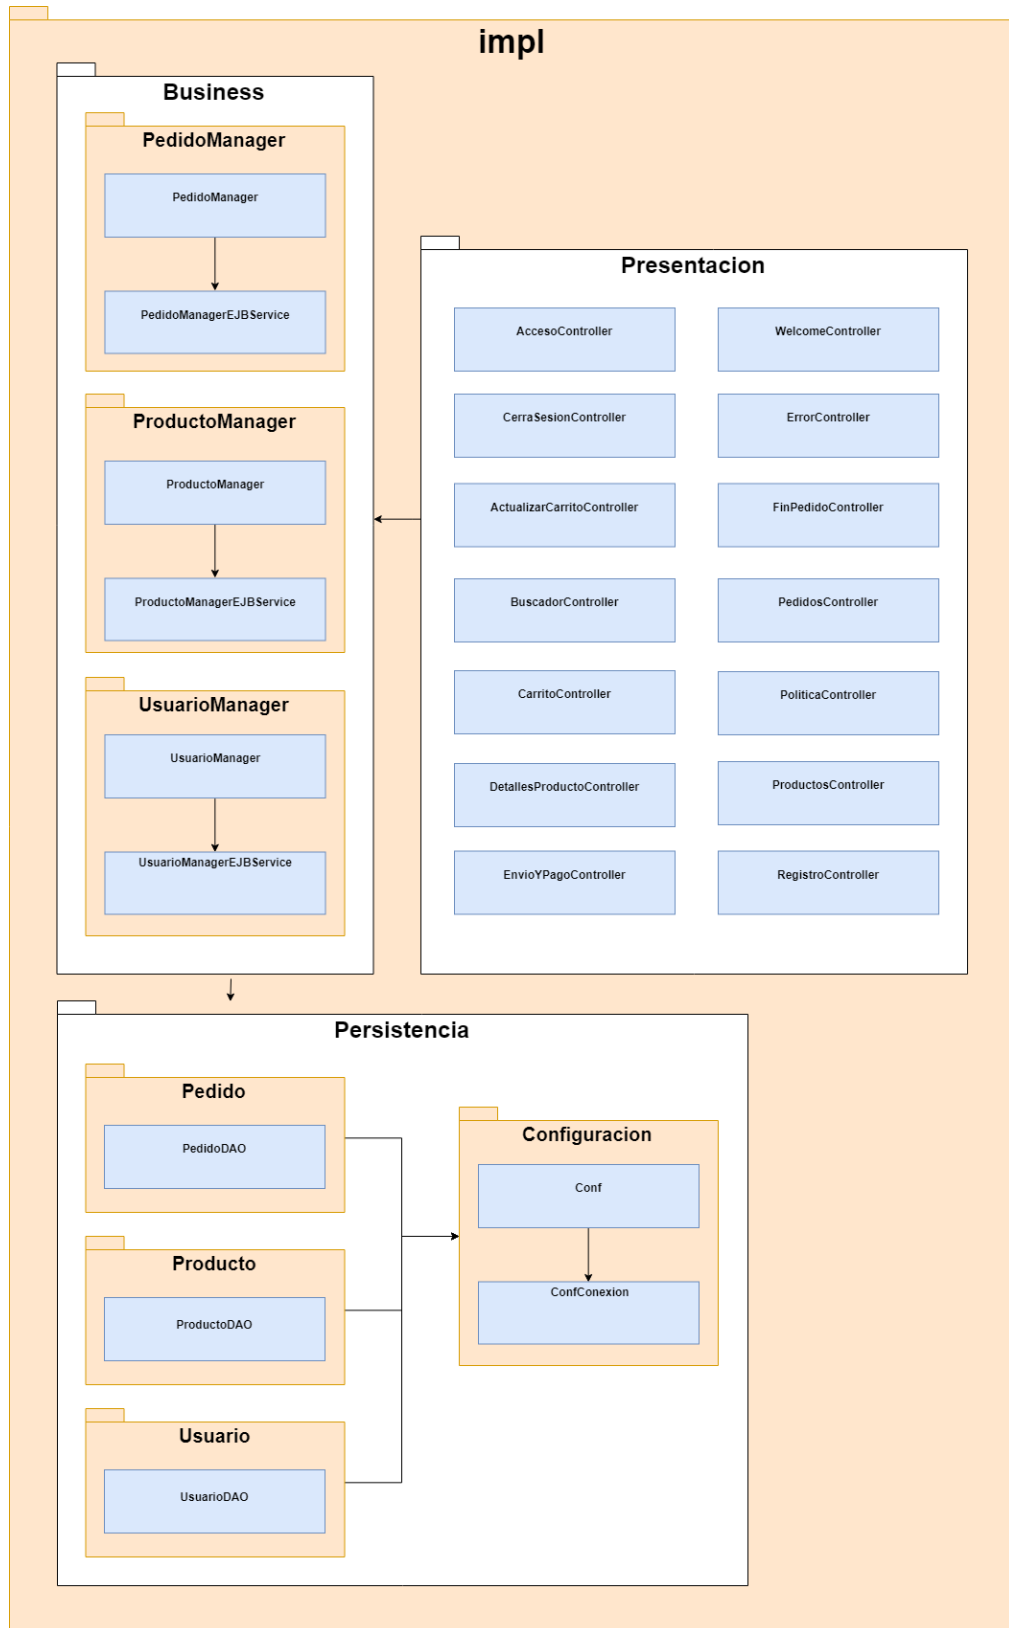 impl
Business
PedidoManager
PedidoManager
PedidoManagerEJBService
ProductoManager
ProductoManager
ProductoManagerEJBService
UsuarioManager
UsuarioManager
UsuarioManagerEJBService
Presentacion
AccesoController
WelcomeController
CerraSesionController
ErrorController
ActualizarCarritoController
FinPedidoController
BuscadorController
PedidosController
CarritoController
PoliticaController
DetallesProductoController
ProductosController
EnvioYPagoController
RegistroController
Persistencia
Pedido
PedidoDAO
Producto
ProductoDAO
Usuario
UsuarioDAO
Configuracion
Conf
ConfConexion